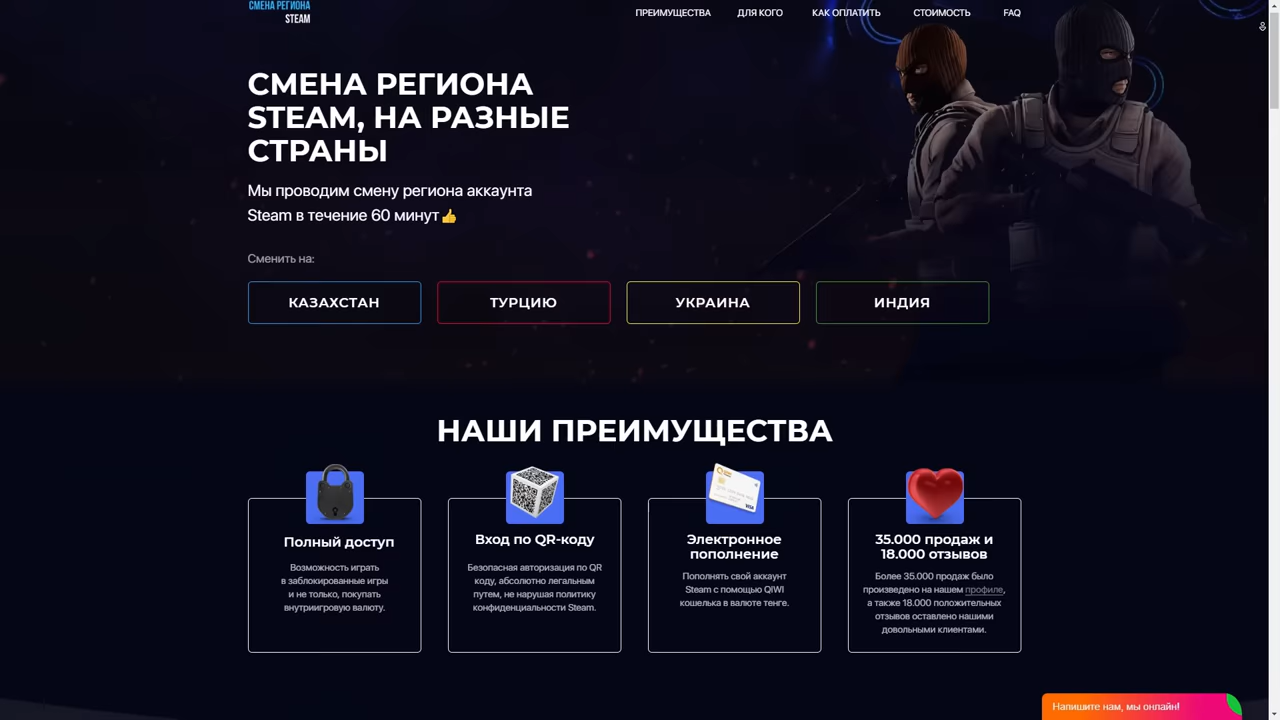 СМЕНА РЕГИОНА
STEAM
ПРЕИМУЩЕСТВА
ДЛЯ КОГО
КАК ОПЛАТИТЬ
СТОИМОСТЬ
FAQ
СМЕНА РЕГИОНА
STEAM, НА РАЗНЫЕ
СТРАНЫ
Мы проводим смену региона аккаунта
Steam в течение 60 минут👍
Сменить на:
КАЗАХСТАН
ТУРЦИЮ
УКРАИНА
ИНДИЯ
НАШИ ПРЕИМУЩЕСТВА
Полный доступ
Возможность играть
в заблокированные игры
и не только, покупать
внутриигровую валюту.
Вход по QR-коду
Безопасная авторизация по QR
коду, абсолютно легальным
путем, не нарушая политику
конфиденциальности Steam.
Электронное
пополнение
Пополнять свой аккаунт
Steam с помощью QIWI
кошелька в валюте тенге.
35.000 продаж и
18.000 отзывов
Более 35.000 продаж было
произведено на нашем профиле,
а также 18.000 положительных
отзывов оставлено нашими
довольными клиентами.
Напишите нам, мы онлайн!